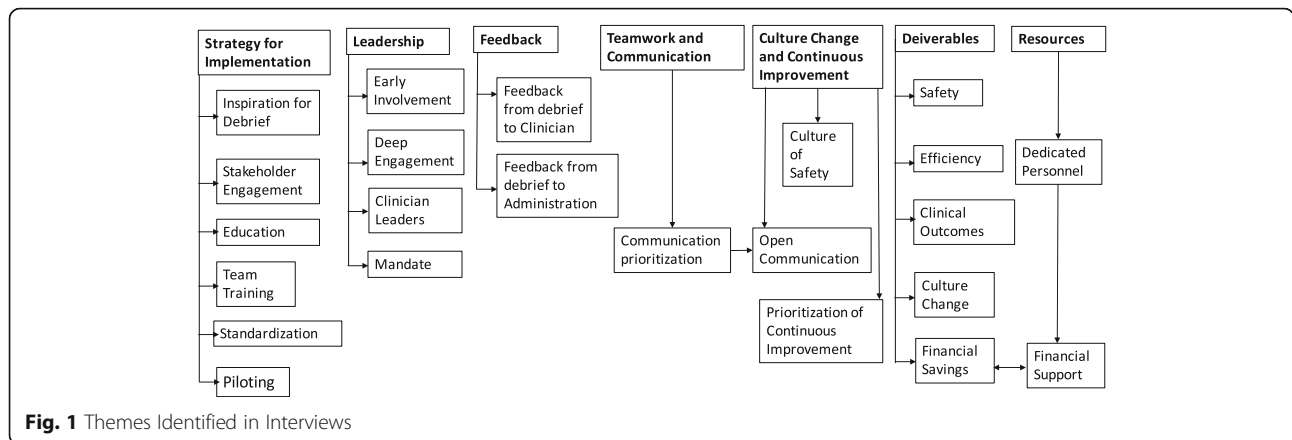 Strategy for
Implementation
Inspiration for
Debrief
Stakeholder
Engagement
Education
Team
Training
Standardization
Piloting
Leadership
Early
Involvement
Deep
Engagement
Clinician
Leaders
Mandate
Feedback
Feedback
from debrief
to Clinician
Feedback from
debrief to
Administration
Teamwork and
Communication
Communication
prioritization
Culture Change
and Continuous
Improvement
Culture
of
Safety
Open
Communication
Prioritization of
Continuous
Improvement
Deiverables
Safety
Efficiency
Clinical
Outcomes
Culture
Change
Financial
Savings
Resources
Dedicated
Personnel
Financial
Support
Fig. 1 Themes Identified in Interviews